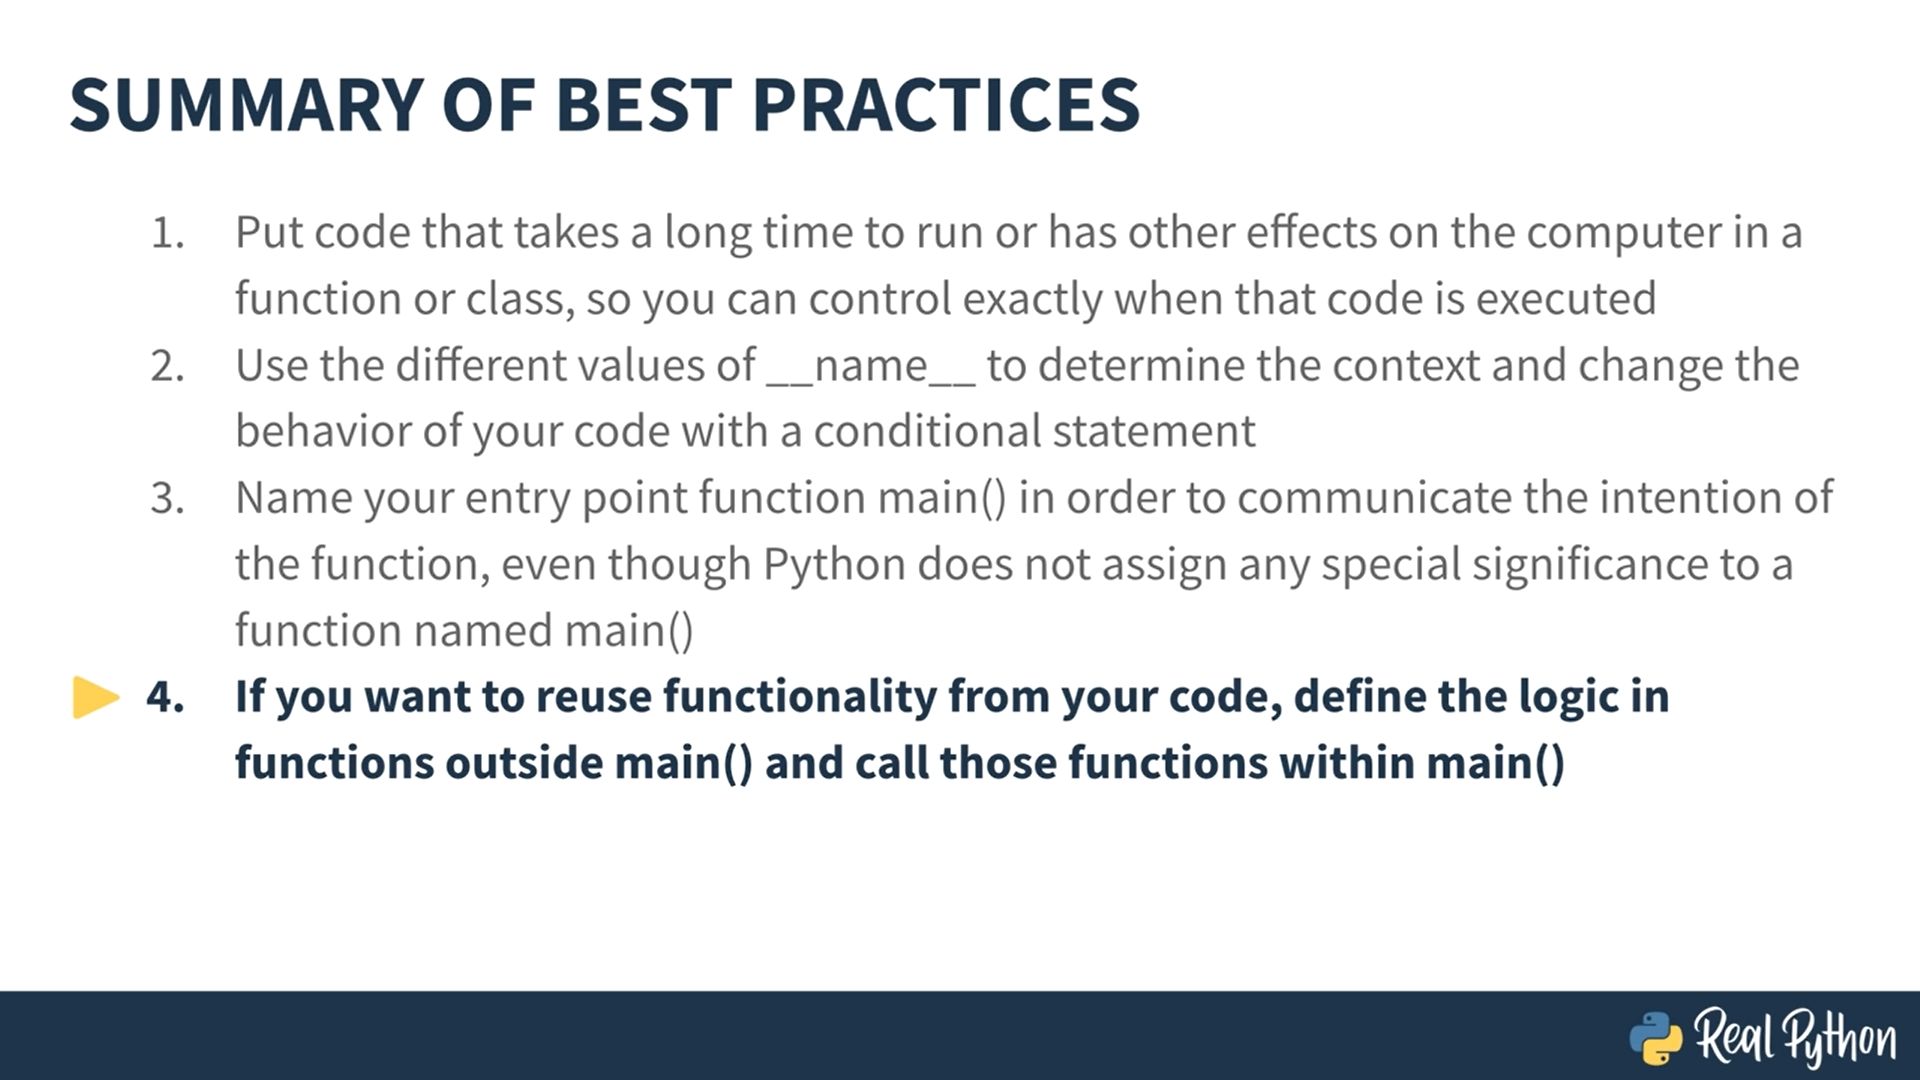 SUMMARY OF BEST PRACTICES
1. Put code that takes a long time to run or has other effects on the computer in a
function or class, so you can control exactly when that code is executed
2. Use the different values of __name__ to determine the context and change the
behavior of your code with a conditional statement
3. Name your entry point function main() in order to communicate the intention of
the function, even though Python does not assign any special significance to a
function named main()
4. If you want to reuse functionality from your code, define the logic in
functions outside main() and call those functions within main()
Real Python